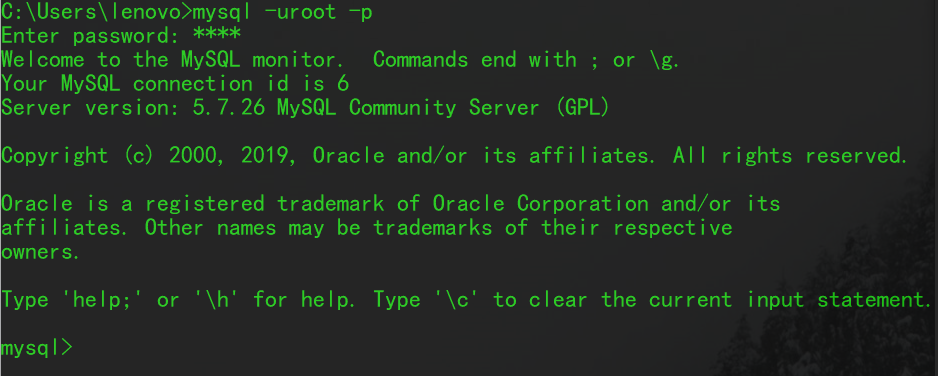 C:\Users\lenovo>mysql -uroot -p
Enter password: ****
Welcome to the MySQL monitor.  Commands end with ; or \g.
Your MySQL connection id is 6
Server version: 5.7.26 MySQL Community Server (GPL)
Copyright (c) 2000, 2019, Oracle and/or its affiliates. All rights reserved.
Oracle is a registered trademark of Oracle Corporation and/or its
affiliates. Other names may be trademarks of their respective
owners.
Type 'help;' or '\h' for help. Type '\c' to clear the current input statement.
mysql>